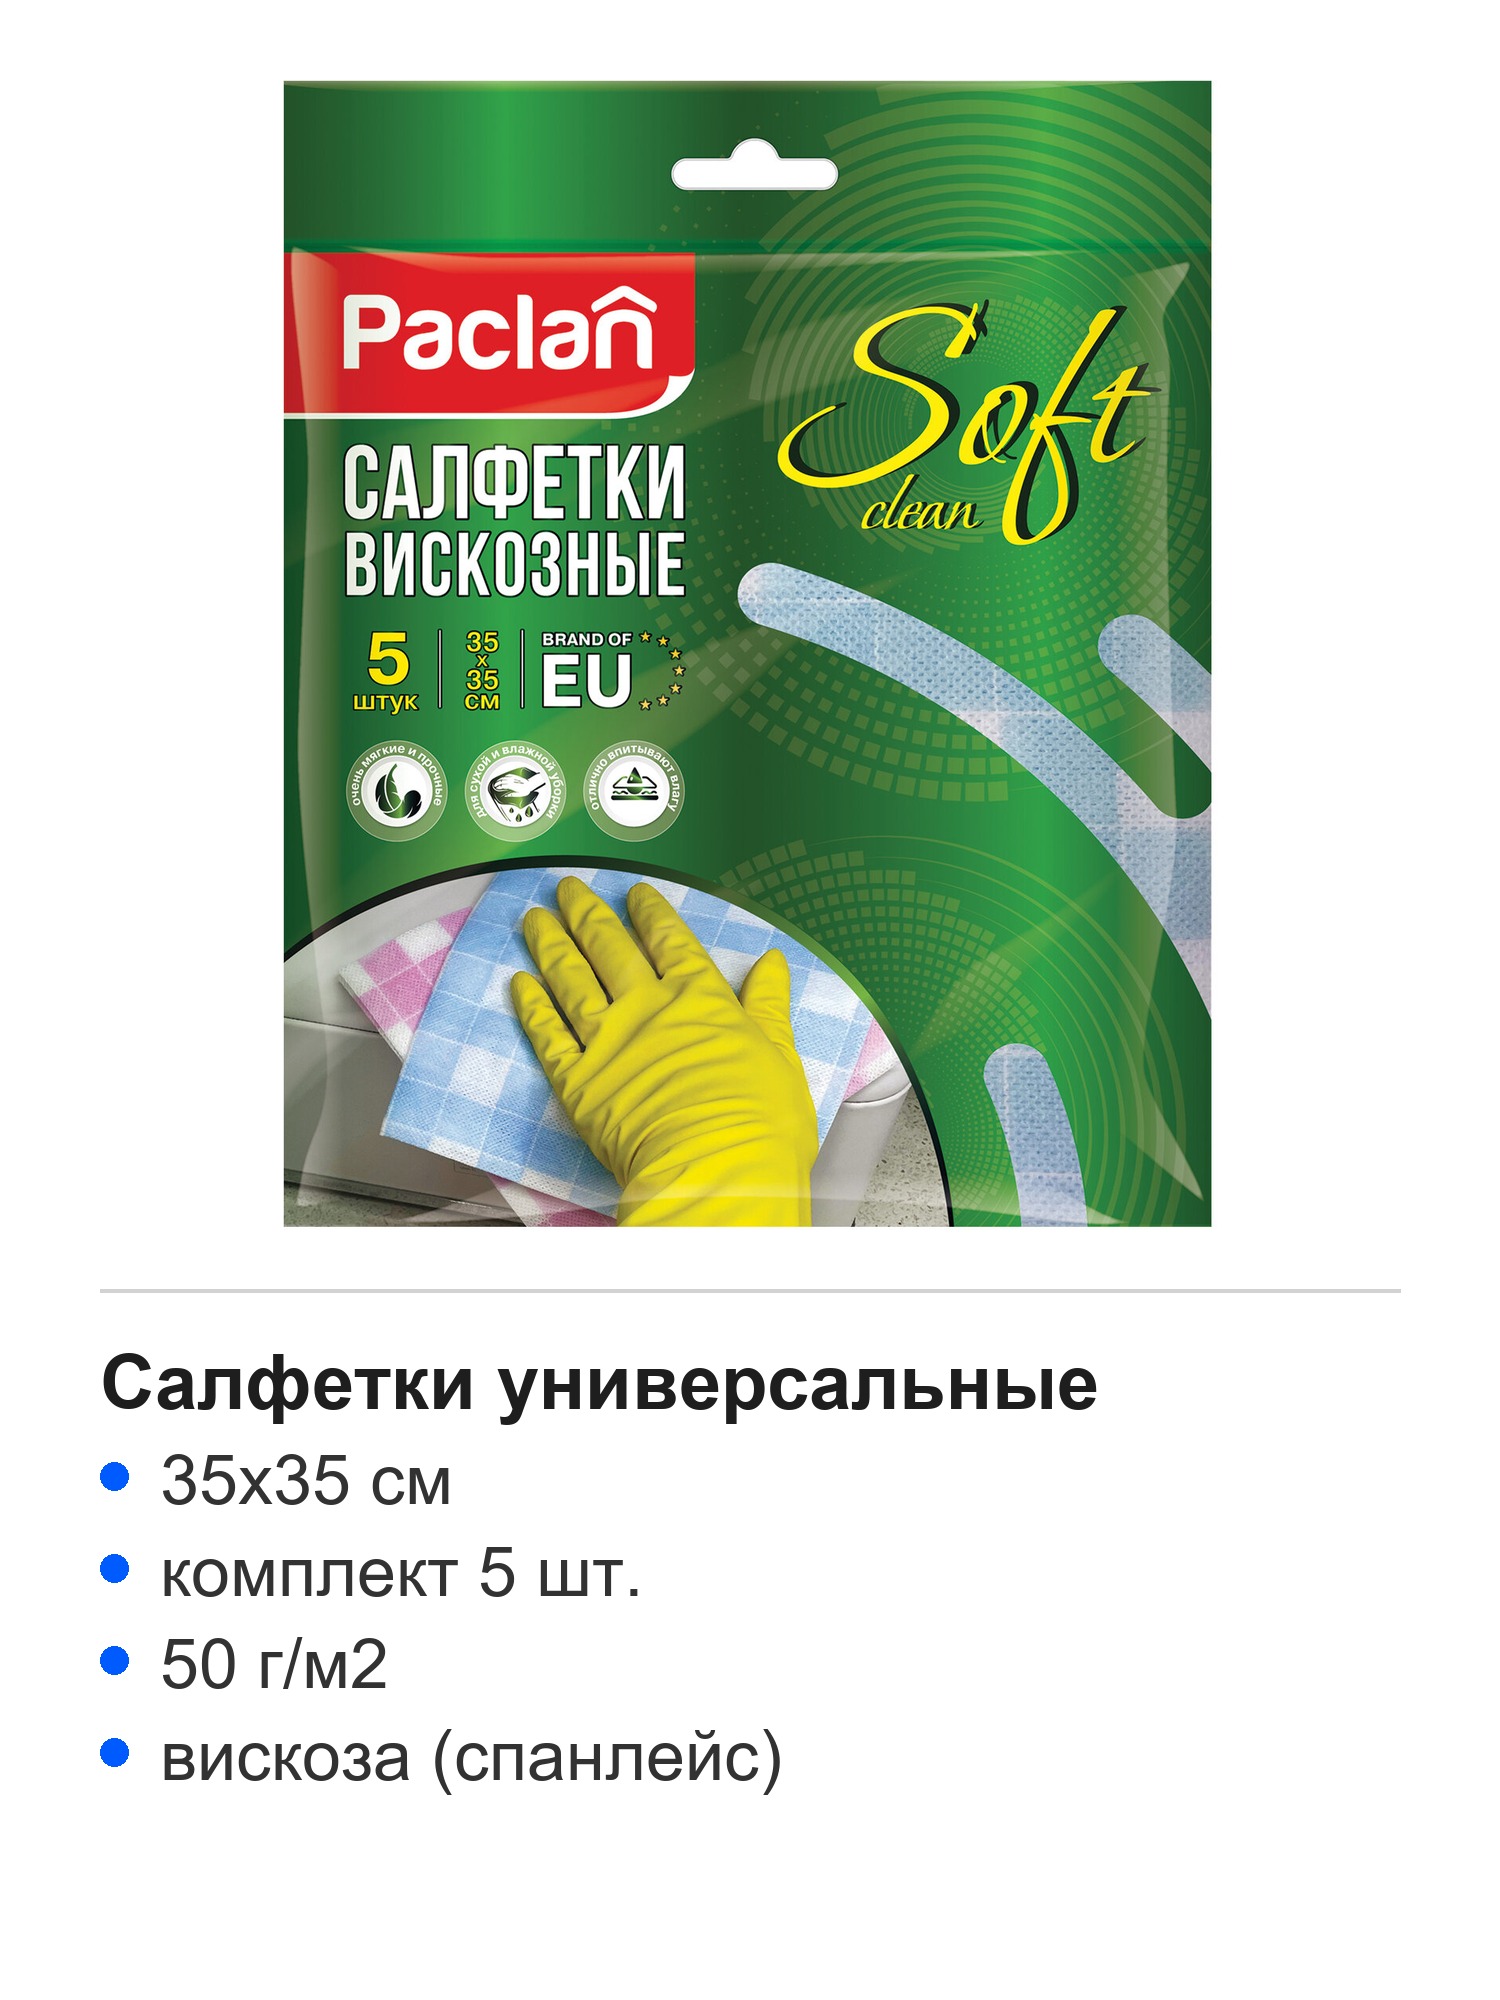 Paclan
Soft
clean
САЛФЕТКИ
ВИСКОЗНЫЕ
5
штук
35
x
35
см
BRAND OF
EU
очень мягкие и прочные
для сухой и влажной уборки
отлично впитывают влагу
Салфетки универсальные
35х35 см
комплект 5 шт.
50 г/м2
вискоза (спанлейс)